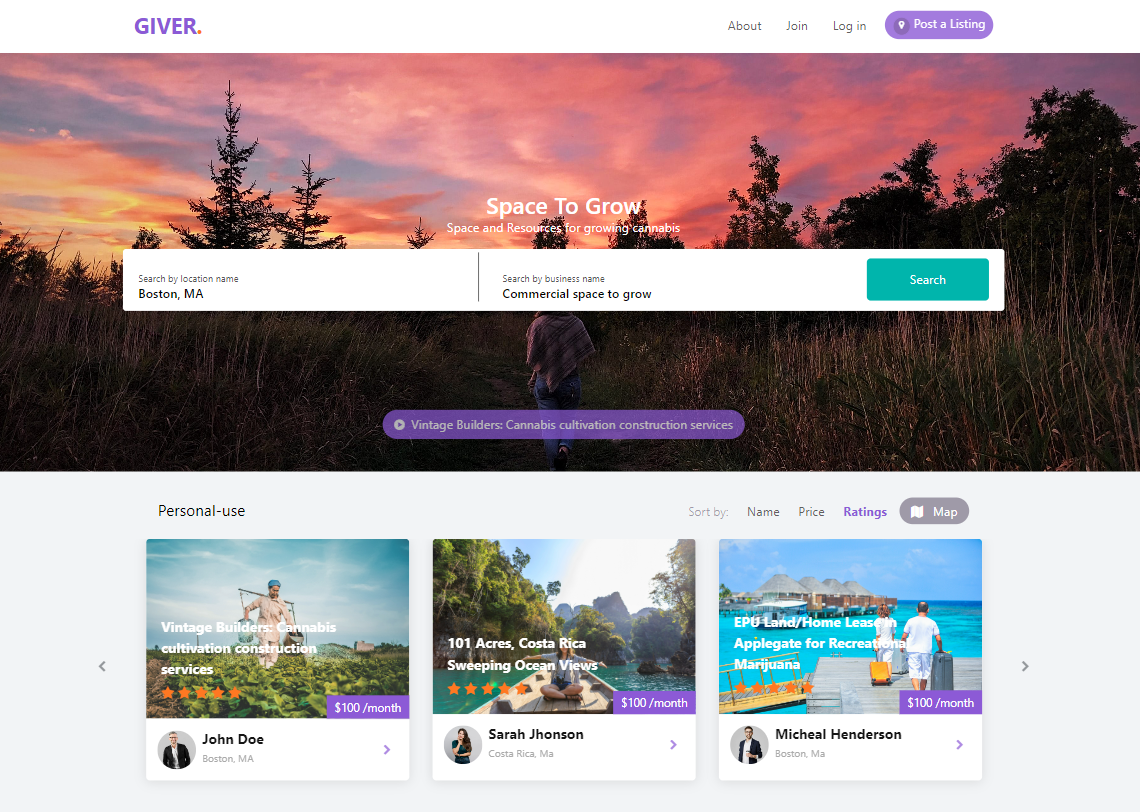 GIVER.
About Join Log in Post a Listing
Space To Grow
Space and Resources for growing cannabis
Search by location name
Boston, MA
Search by business name
Commercial space to grow
Search
Vintage Builders: Cannabis cultivation construction services
Personal-use
Sort by: Name Price Ratings Map
Vintage Builders: Cannabis
cultivation construction
services
$100 /month
John Doe
Boston, MA
101 Acres, Costa Rica
Sweeping Ocean Views
$100 /month
Sarah Jhonson
Costa Rica, Ma
EPU Land/Home Lease in
Applegate for Recreational
Marijuana
$100 /month
Micheal Henderson
Boston, Ma